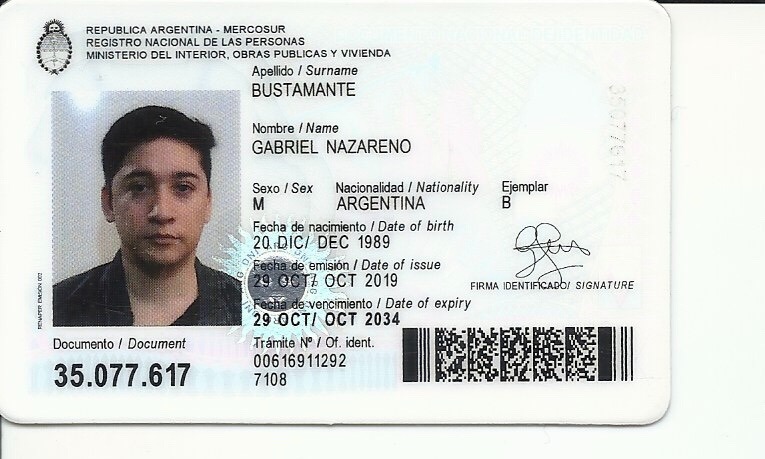 REPUBLICA ARGENTINA - MERCOSUR
REGISTRO NACIONAL DE LAS PERSONAS
MINISTERIO DEL INTERIOR, OBRAS PUBLICAS Y VIVIENDA
Apellido / Surname
BUSTAMANTE
Nombre / Name
GABRIEL NAZARENO
Sexo / Sex Nacionalidad / Nationality Ejemplar
M ARGENTINA B
Fecha de nacimiento / Date of birth
20 DIC/ DEC 1989
Fecha de emisión / Date of issue
29 OCT/ OCT 2019
FIRMA IDENTIFICADO/ SIGNATURE
Fecha de vencimiento / Date of expiry
29 OCT/ OCT 2034
Documento / Document
35.077.617
Trámite Nº / Of. ident.
00616911292
7108
35077617